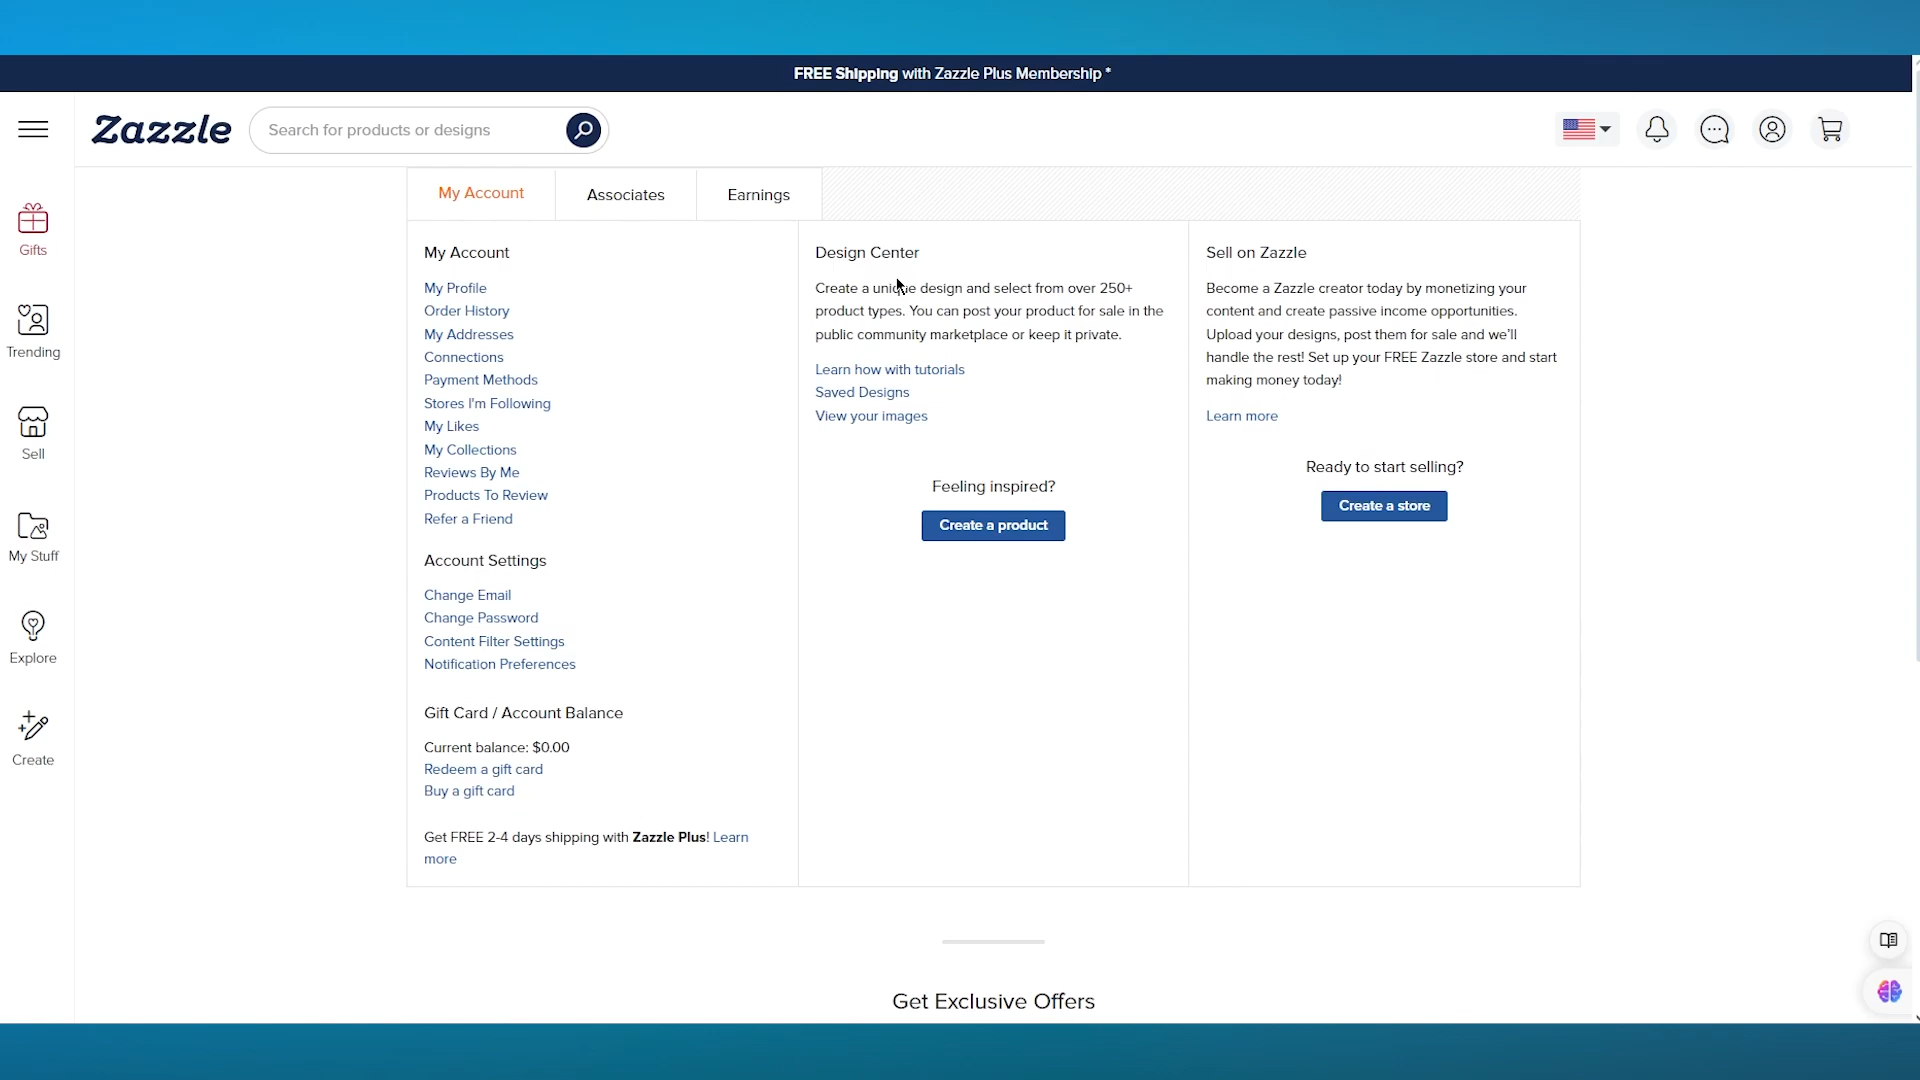 FREE Shipping with Zazzle Plus Membership *
Zazzle
Search for products or designs
Gifts
Trending
Sell
My Stuff
Explore
Create
My Account
Associates
Earnings
My Account
My Profile
Order History
My Addresses
Connections
Payment Methods
Stores I'm Following
My Likes
My Collections
Reviews By Me
Products To Review
Refer a Friend
Account Settings
Change Email
Change Password
Content Filter Settings
Notification Preferences
Gift Card / Account Balance
Current balance: $0.00
Redeem a gift card
Buy a gift card
Get FREE 2-4 days shipping with Zazzle Plus! Learn
more
Design Center
Create a unique design and select from over 250+
product types. You can post your product for sale in the
public community marketplace or keep it private.
Learn how with tutorials
Saved Designs
View your images
Feeling inspired?
Create a product
Sell on Zazzle
Become a Zazzle creator today by monetizing your
content and create passive income opportunities.
Upload your designs, post them for sale and we'll
handle the rest! Set up your FREE Zazzle store and start
making money today!
Learn more
Ready to start selling?
Create a store
Get Exclusive Offers